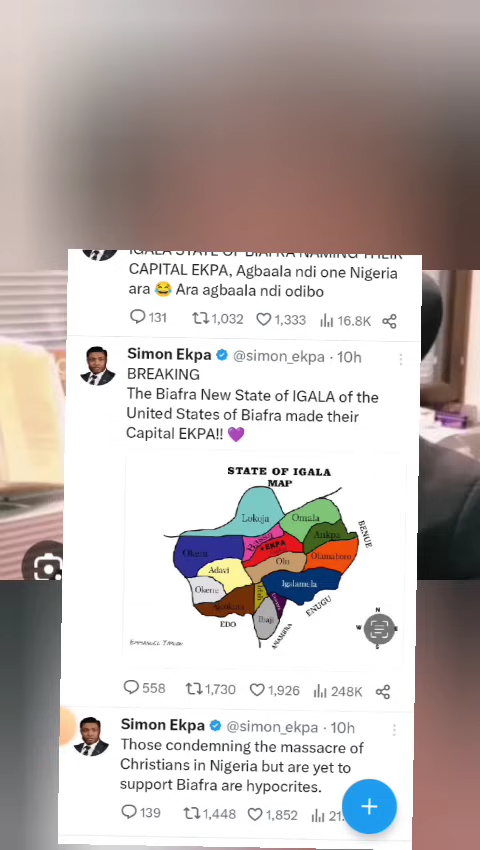 IGALA STATE OF BIAFRA NAMING THEIR
CAPITAL EKPA, Agbaala ndi one Nigeria
ara 😂 Ara agbaala ndi odibo
131 1,032 1,333 16.8K
Simon Ekpa @simon_ekpa · 10h
BREAKING
The Biafra New State of IGALA of the
United States of Biafra made their
Capital EKPA!! 💜
STATE OF IGALA
MAP
Lokoja
Omala
Bassa
Ankpa
BENUE
EKPA
Okura
Olamaboro
Adavi
Ofu
Okene
Igalamela
Ibaji
ENUGU
EDO
ANAMBRA
N
W
E
S
558 1,730 1,926 248K
Simon Ekpa @simon_ekpa · 10h
Those condemning the massacre of
Christians in Nigeria but are yet to
support Biafra are hypocrites.
139 1,448 1,852 21.